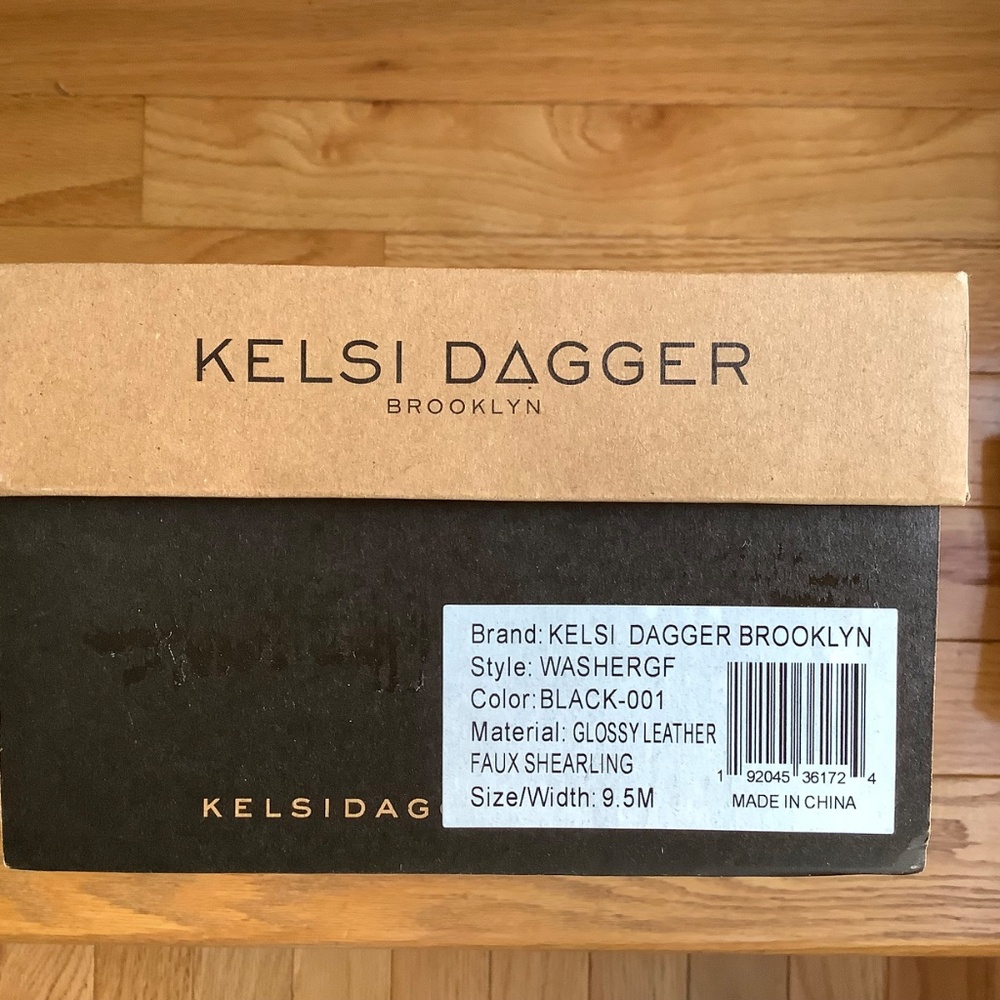 KELSI DAGGER
BROOKLYN
Brand: KELSI DAGGER BROOKLYN
Style: WASHERGF
Color: BLACK-001
Material: GLOSSY LEATHER
FAUX SHEARLING
Size/Width: 9.5M
1 92045 36172 4
MADE IN CHINA
KELSIDAG